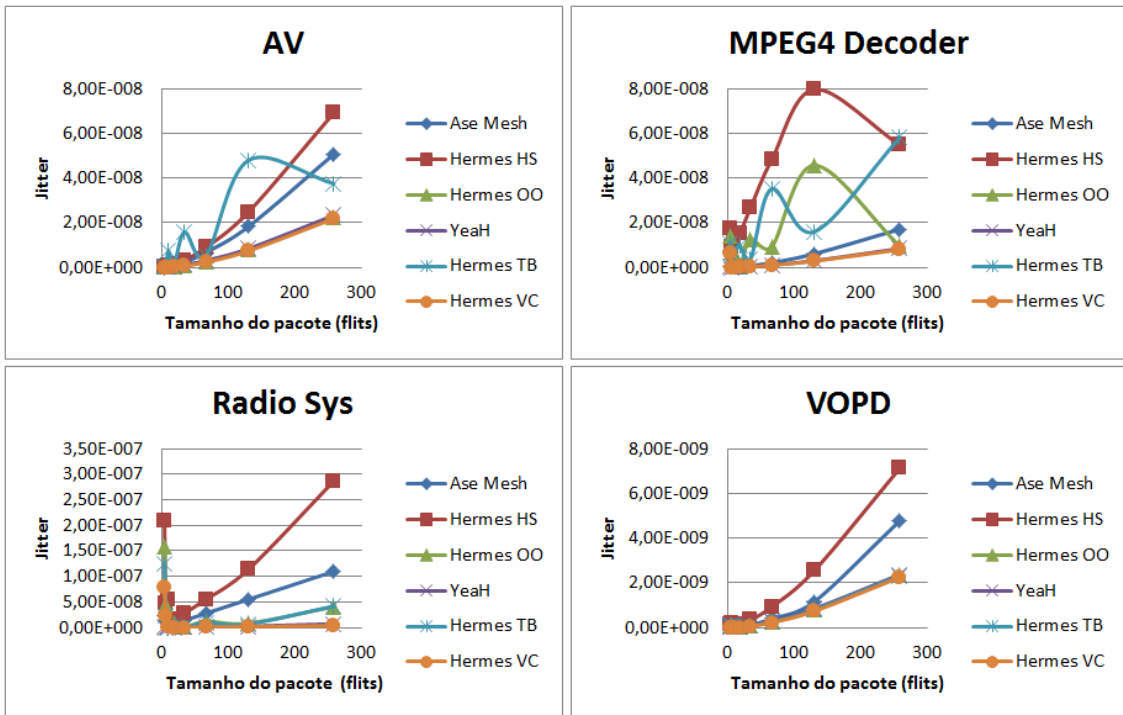 AV
8,00E-008
6,00E-008
4,00E-008
2,00E-008
0,00E+000
Jitter
0 100 200 300
Tamanho do pacote (flits)
Ase Mesh
Hermes HS
Hermes OO
YeaH
Hermes TB
Hermes VC
MPEG4 Decoder
8,00E-008
6,00E-008
4,00E-008
2,00E-008
0,00E+000
Jitter
0 100 200 300
Tamanho do pacote (flits)
Ase Mesh
Hermes HS
Hermes OO
YeaH
Hermes TB
Hermes VC
Radio Sys
3,50E-007
3,00E-007
2,50E-007
2,00E-007
1,50E-007
1,00E-007
5,00E-008
0,00E+000
Jitter
0 100 200 300
Tamanho do pacote (flits)
Ase Mesh
Hermes HS
Hermes OO
YeaH
Hermes TB
Hermes VC
VOPD
8,00E-009
6,00E-009
4,00E-009
2,00E-009
0,00E+000
Jitter
0 100 200 300
Tamanho do pacote (flits)
Ase Mesh
Hermes HS
Hermes OO
YeaH
Hermes TB
Hermes VC